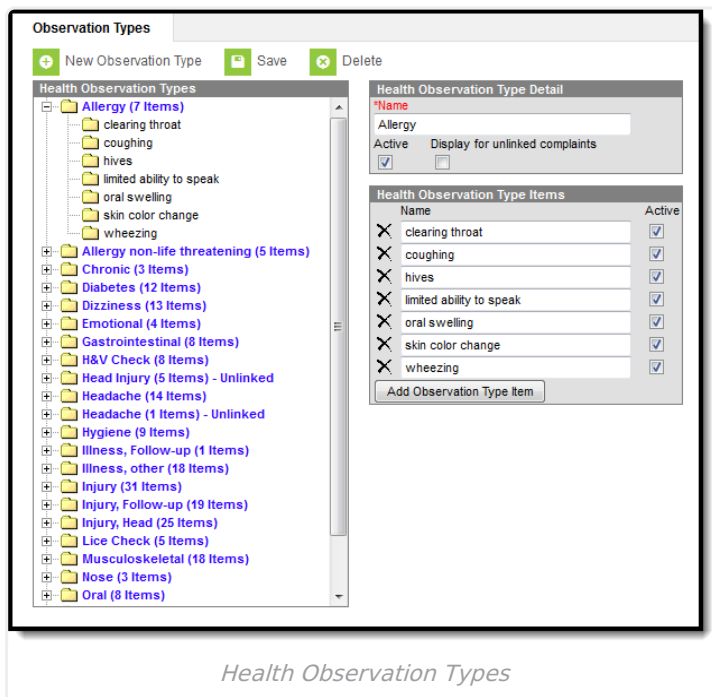 Observation Types
New Observation Type Save Delete
Health Observation Types
Allergy (7 Items)
clearing throat
coughing
hives
limited ability to speak
oral swelling
skin color change
wheezing
Allergy non-life threatening (5 Items)
Chronic (3 Items)
Diabetes (12 Items)
Dizziness (13 Items)
Emotional (4 Items)
Gastrointestinal (8 Items)
H&V Check (8 Items)
Head Injury (5 Items) - Unlinked
Headache (14 Items)
Headache (1 Items) - Unlinked
Hygiene (9 Items)
Illness, Follow-up (1 Items)
Illness, other (18 Items)
Injury (31 Items)
Injury, Follow-up (19 Items)
Injury, Head (25 Items)
Lice Check (5 Items)
Musculoskeletal (18 Items)
Nose (3 Items)
Oral (8 Items)
Health Observation Type Detail
*Name
Allergy
Active Display for unlinked complaints
Health Observation Type Items
Name Active
clearing throat
coughing
hives
limited ability to speak
oral swelling
skin color change
wheezing
Add Observation Type Item
Health Observation Types